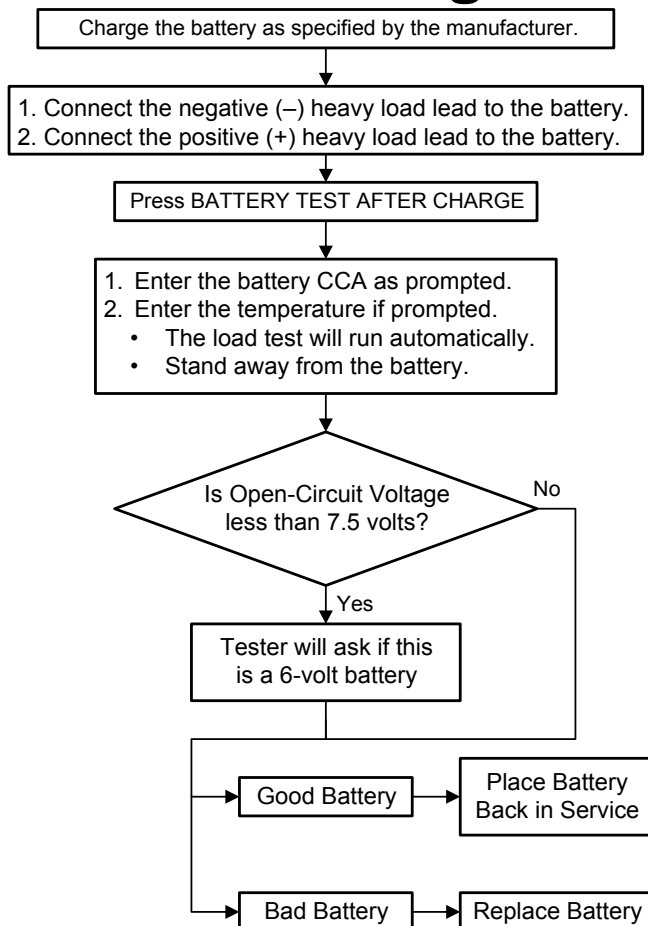 Charge the battery as specified by the manufacturer.
1. Connect the negative (–) heavy load lead to the battery.
2. Connect the positive (+) heavy load lead to the battery.
Press BATTERY TEST AFTER CHARGE
1. Enter the battery CCA as prompted.
2. Enter the temperature if prompted.
• The load test will run automatically.
• Stand away from the battery.
Is Open-Circuit Voltage
less than 7.5 volts?
No
Yes
Tester will ask if this
is a 6-volt battery
Good Battery
Place Battery
Back in Service
Bad Battery
Replace Battery